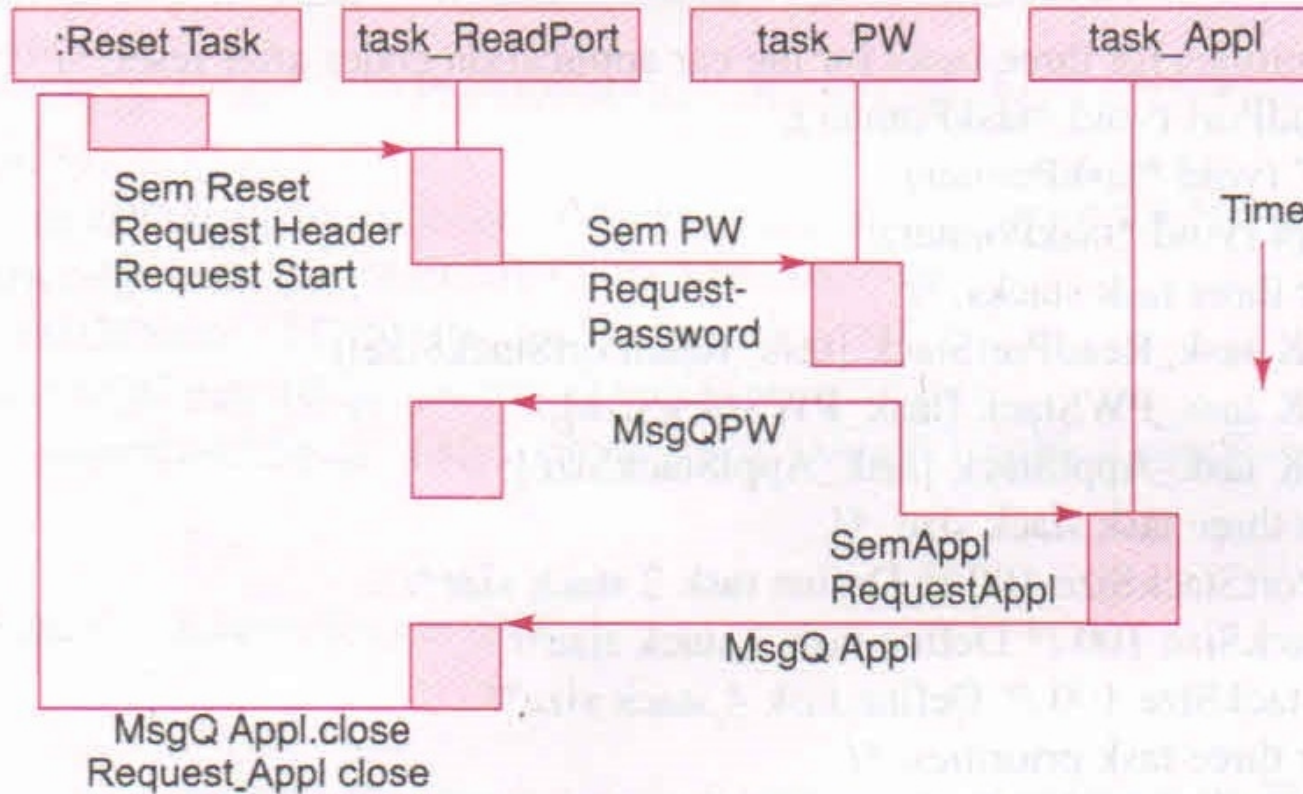 :Reset Task
task_ReadPort
task_PW
task_Appl
Sem Reset
Request Header
Request Start
Sem PW
Request-
Password
Time
MsgQPW
SemAppl
RequestAppl
MsgQ Appl
MsgQ Appl.close
Request_Appl close